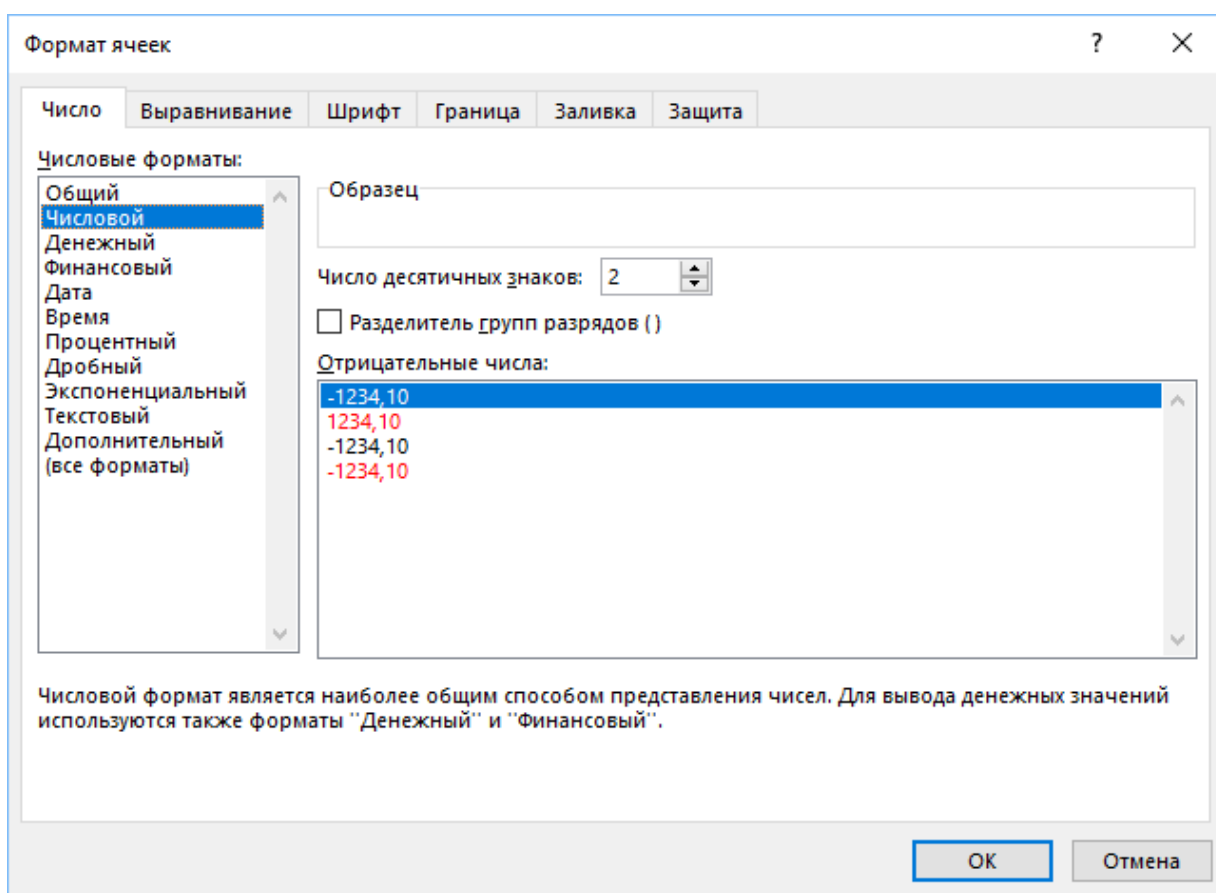 Формат ячеек
?
Число Выравнивание Шрифт Граница Заливка Защита
Числовые форматы:
Общий
Числовой
Денежный
Финансовый
Дата
Время
Процентный
Дробный
Экспоненциальный
Текстовый
Дополнительный
(все форматы)
Образец
Число десятичных знаков: 2
Разделитель групп разрядов ( )
Отрицательные числа:
-1234,10
1234,10
-1234,10
-1234,10
Числовой формат является наиболее общим способом представления чисел. Для вывода денежных значений
используются также форматы "Денежный" и "Финансовый".
ОК Отмена